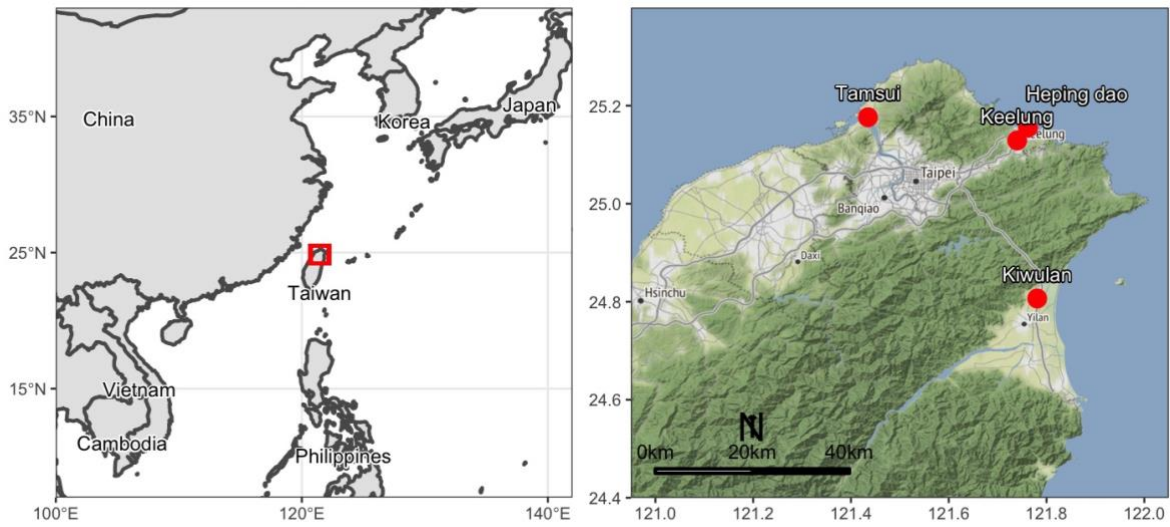 China
Korea
Japan
Taiwan
Vietnam
Cambodia
Philippines
35°N
25°N
15°N
100°E
120°E
140°E
Tamsui
Heping dao
Keelung
elung
Taipei
Banqiao
Daxi
Hsinchu
Kiwulan
Yilan
N
0km 20km 40km
25.2
25.0
24.8
24.6
24.4
121.0 121.2 121.4 121.6 121.8 122.0